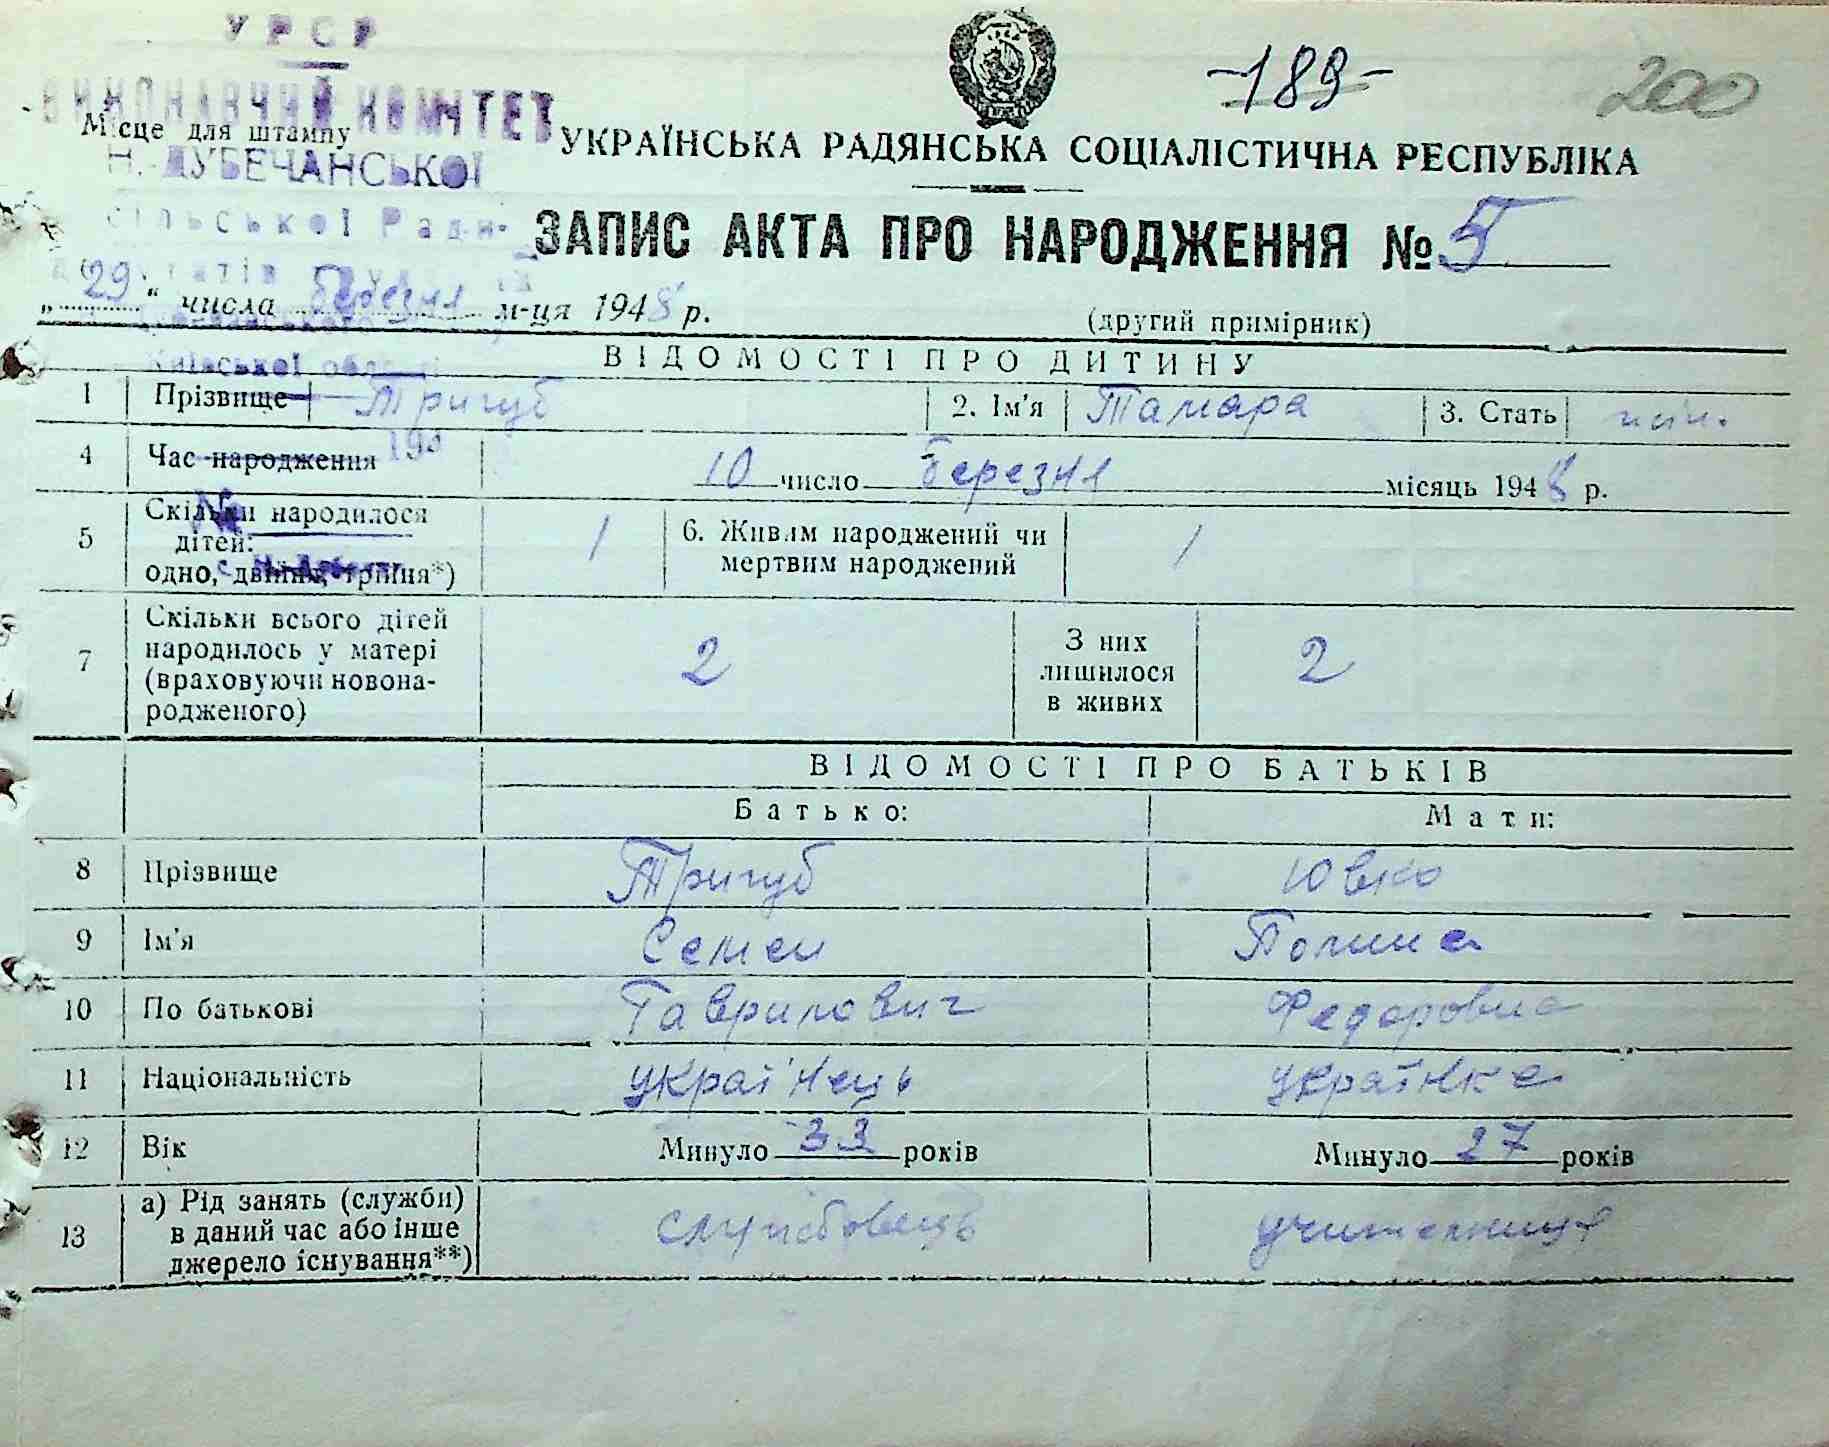 УРСР
ВИКОНАВЧИЙ КОМІТЕТ
Місце для штампу
Н.-ДУБЕЧАНСЬКОЇ
сільської Ради
Київської
-189-
200
УКРАЇНСЬКА РАДЯНСЬКА СОЦІАЛІСТИЧНА РЕСПУБЛІКА
ЗАПИС АКТА ПРО НАРОДЖЕННЯ № 5
„29“ числа березня м-ця 1948 р.
(другий примірник)
ВІДОМОСТІ ПРО ДИТИНУ
1 Прізвище Тригуб 2. Ім'я Тамара 3. Стать жін.
4 Час народження 10 число березня місяць 1948 р.
5 Скільки народилося
дітей:
одно, двійня, трійня*) 1
6. Живим народжений чи
мертвим народжений 1
7 Скільки всього дітей
народилось у матері
(враховуючи новона-
родженого) 2
З них
лишилося
в живих 2
ВІДОМОСТІ ПРО БАТЬКІВ
Батько: Мати:
8 Прізвище Тригуб Ювко
9 Ім'я Семен Полина
10 По батькові Гаврилович Федоровна
11 Національність українець українка
12 Вік Минуло 33 років Минуло 27 років
13 а) Рід занять (служби)
в даний час або інше
джерело існування**) службовець учителниця